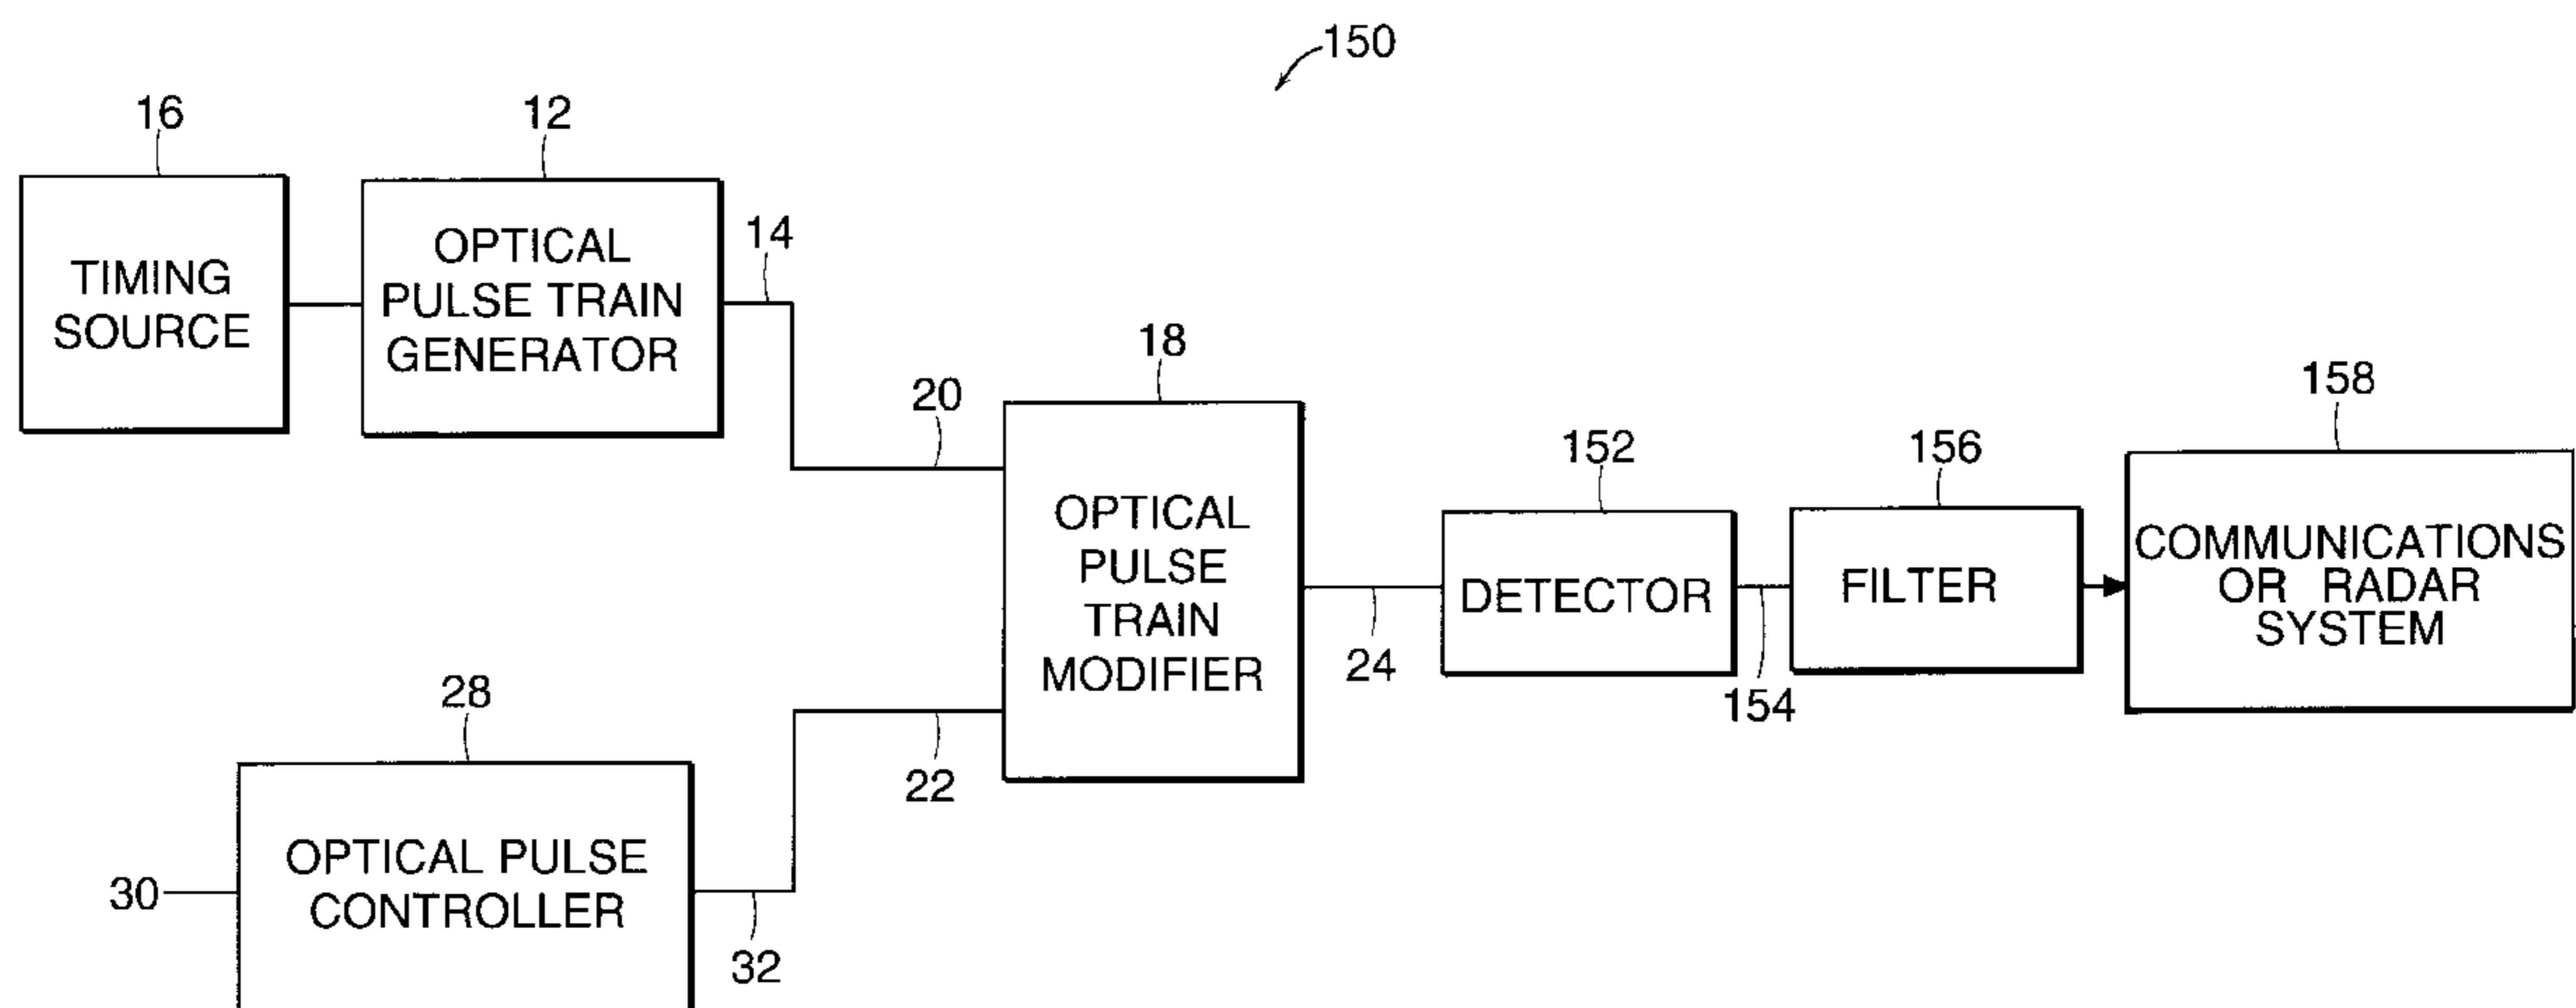 150
16
12
TIMING
SOURCE
OPTICAL
PULSE TRAIN
GENERATOR
14
20
18
OPTICAL
PULSE
TRAIN
MODIFIER
22
24
152
DETECTOR
154
156
FILTER
158
COMMUNICATIONS
OR RADAR
SYSTEM
28
30
OPTICAL PULSE
CONTROLLER
32